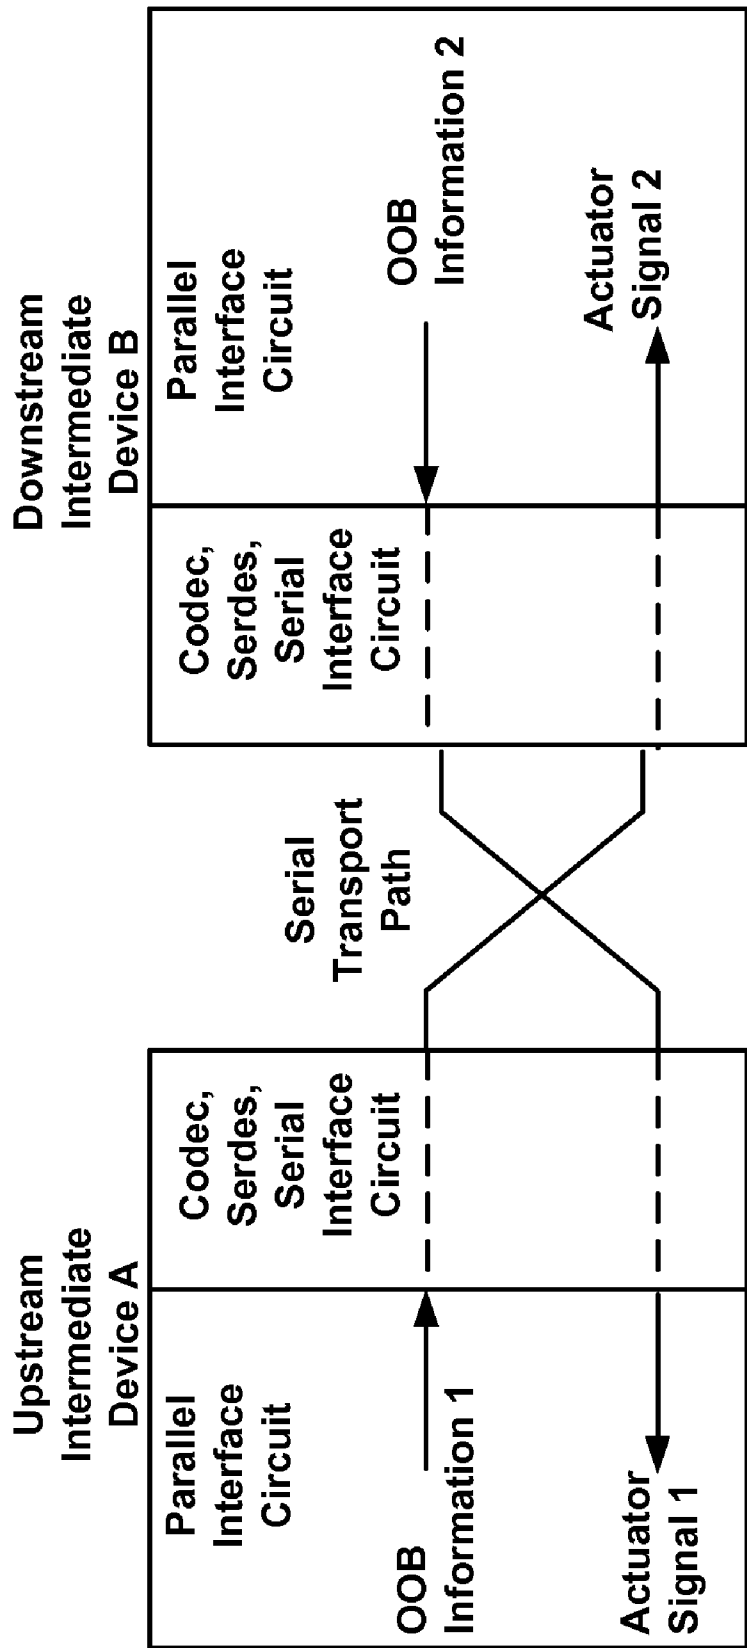 Upstream
Intermediate
Device A
Parallel
Interface
Circuit
OOB
Information 1
Actuator
Signal 1
Codec,
Serdes,
Serial
Interface
Circuit
Serial
Transport
Path
Downstream
Intermediate
Device B
Codec,
Serdes,
Serial
Interface
Circuit
Parallel
Interface
Circuit
OOB
Information 2
Actuator
Signal 2